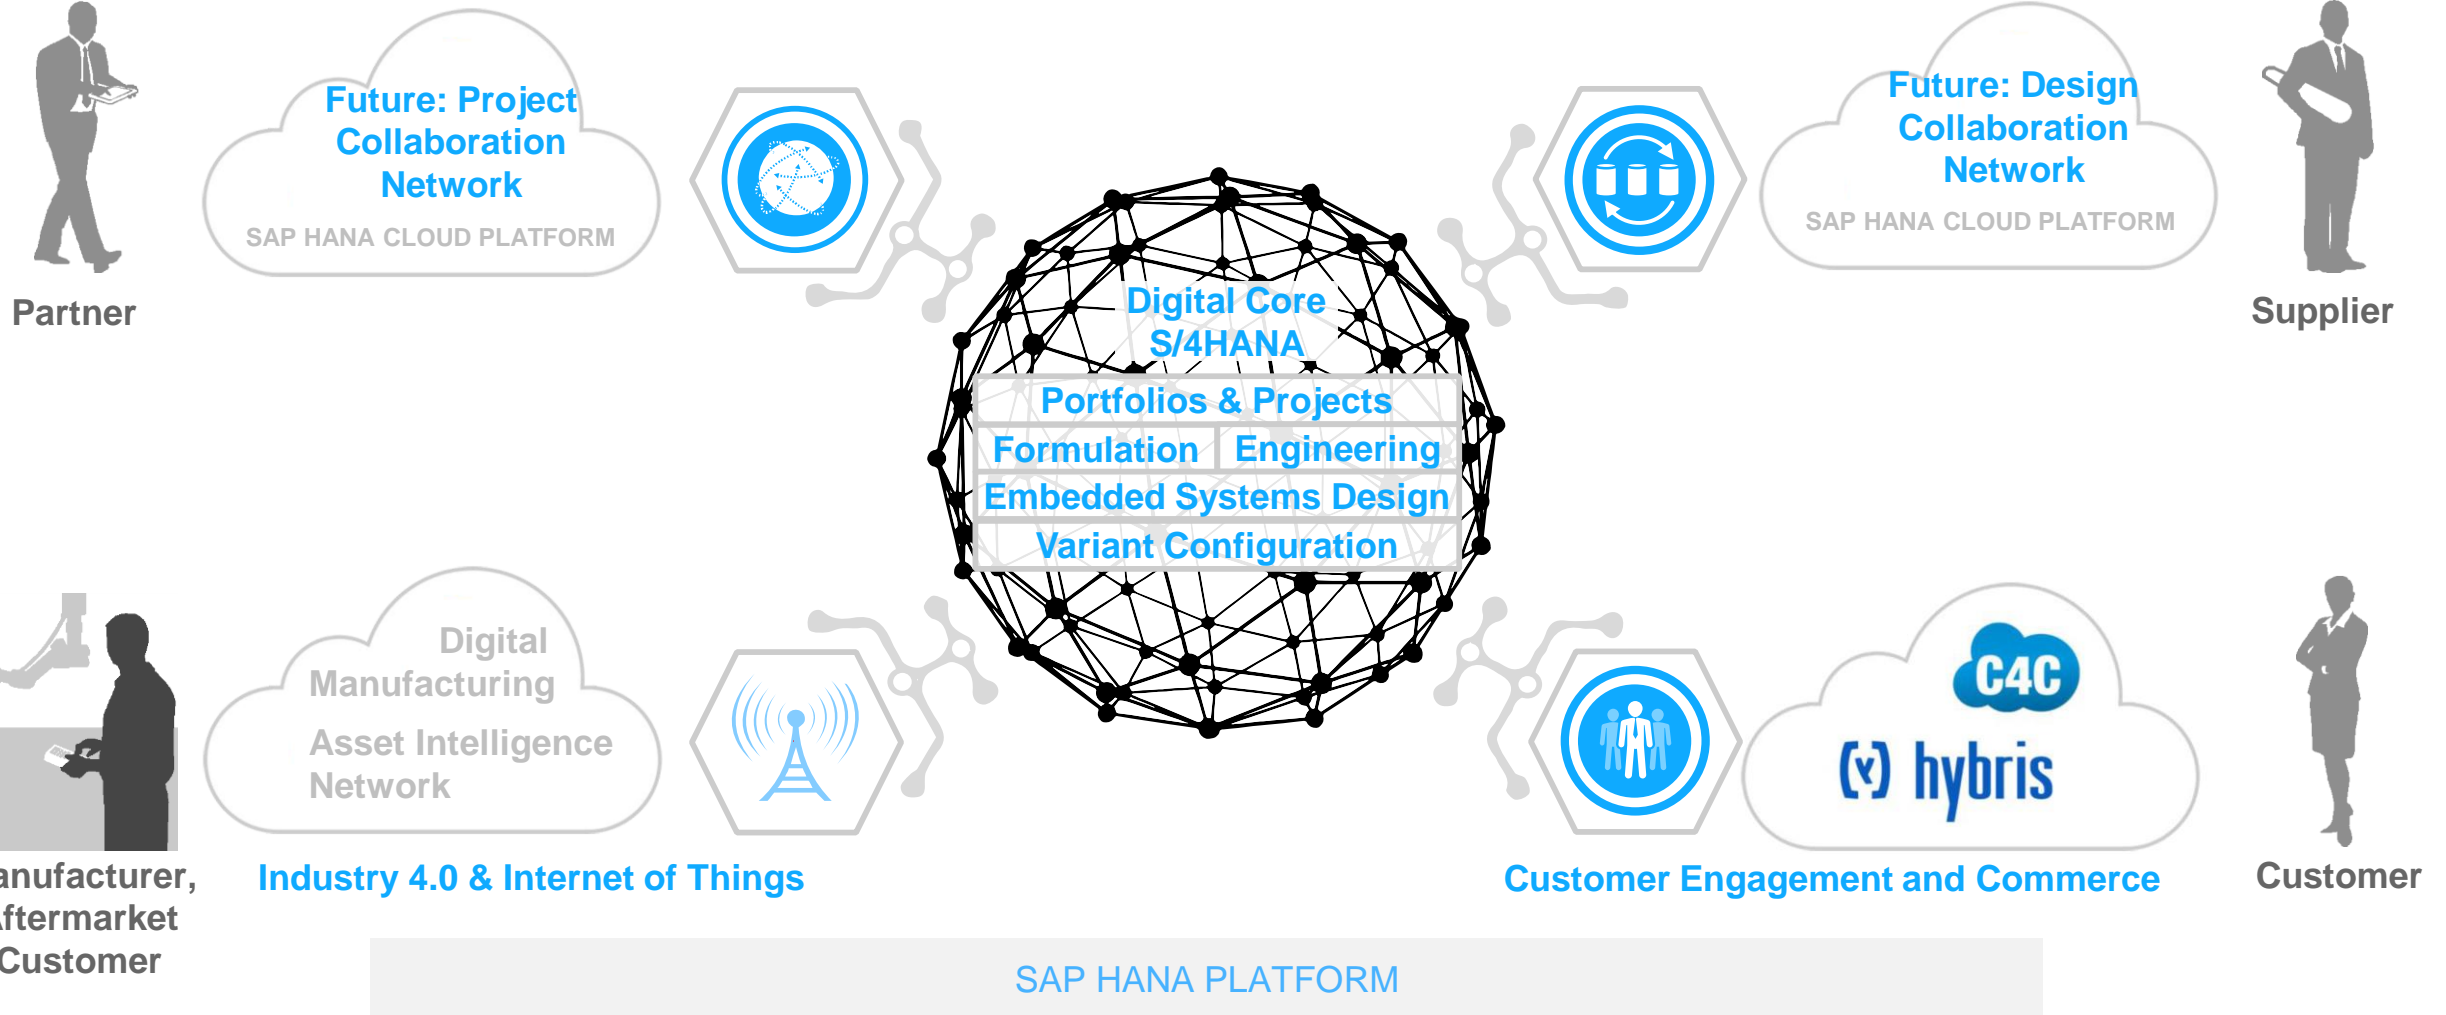 Future: Project
Collaboration
Network
SAP HANA CLOUD PLATFORM
Partner
Future: Design
Collaboration
Network
SAP HANA CLOUD PLATFORM
Supplier
Digital Core
S/4HANA
Portfolios & Projects
Formulation
Engineering
Embedded Systems Design
Variant Configuration
Digital
Manufacturing
Asset Intelligence
Network
Industry 4.0 & Internet of Things
anufacturer,
ftermarket
Customer
C4C
(y) hybris
Customer Engagement and Commerce
Customer
SAP HANA PLATFORM